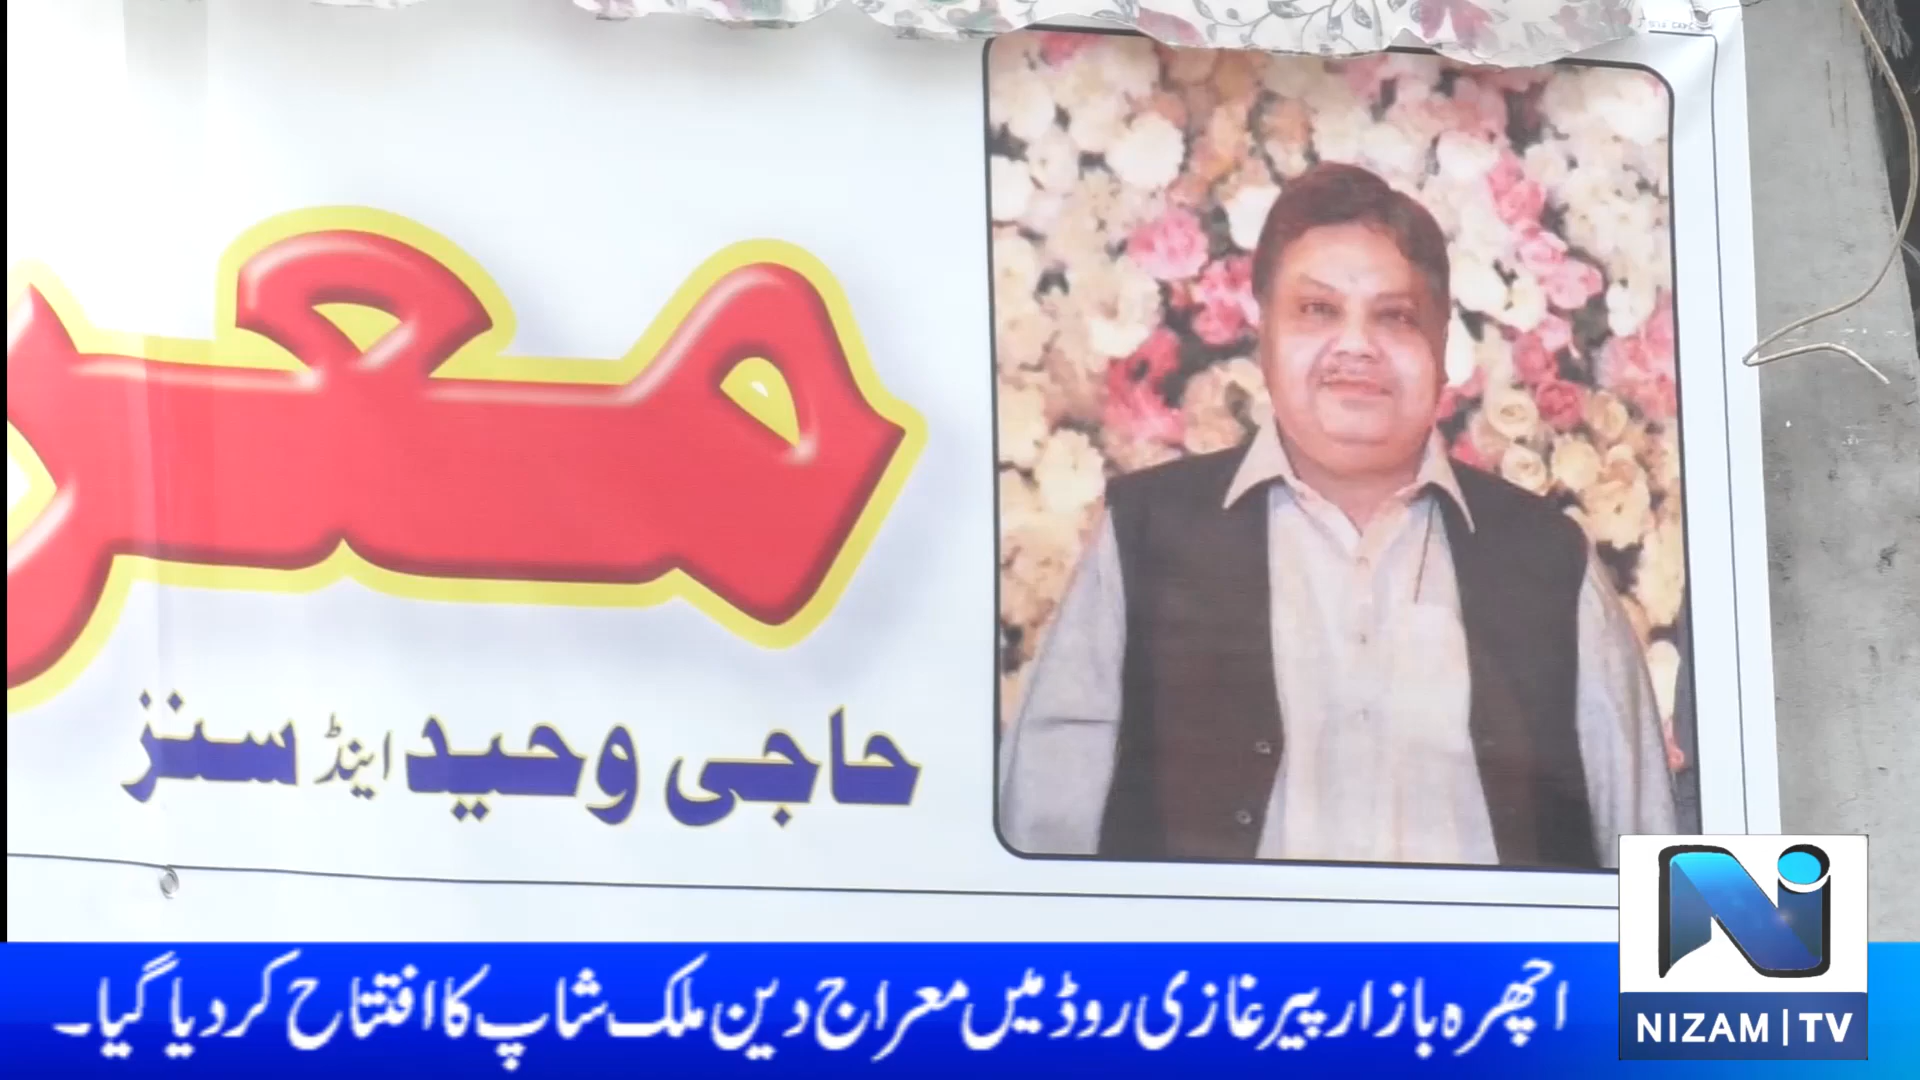 معر
حاجی وحید اینڈ سنز
اچھرہ بازار پیر غازی روڈ میں معراج دین ملک شاپ کا افتتاح کر دیا گیا۔
NIZAM|TV